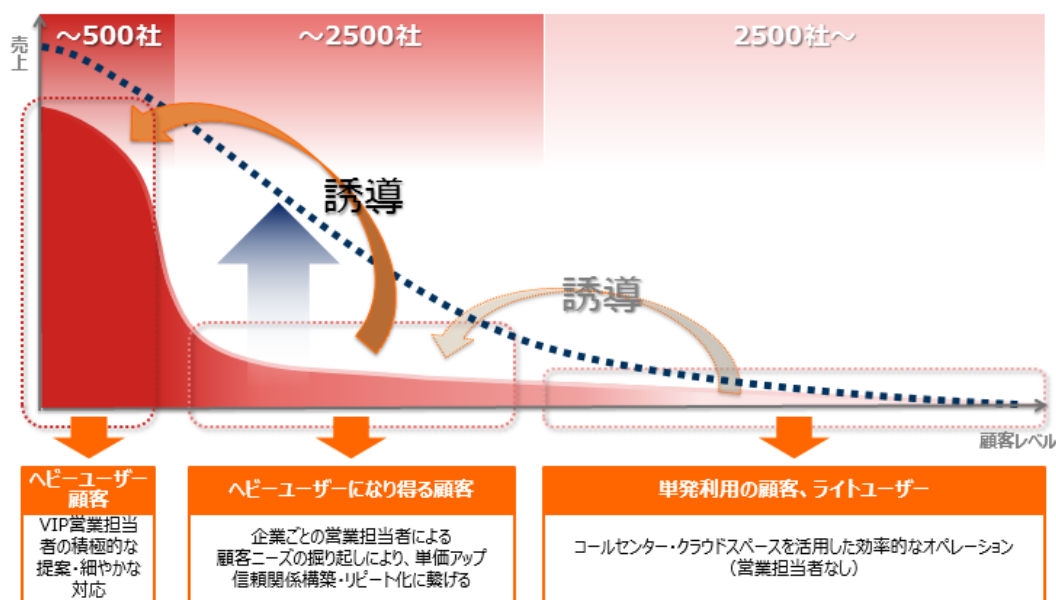 売上
～500社
～2500社
2500社～
誘導
誘導
顧客レベル
ヘビーユーザー
顧客
VIP営業担当
者の積極的な
提案・細やかな
対応
ヘビーユーザーになり得る顧客
企業ごとの営業担当者による
顧客ニーズの掘り起しにより、単価アップ
信頼関係構築・リピート化に繋げる
単発利用の顧客、ライトユーザー
コールセンター・クラウドスペースを活用した効率的なオペレーション
（営業担当者なし）